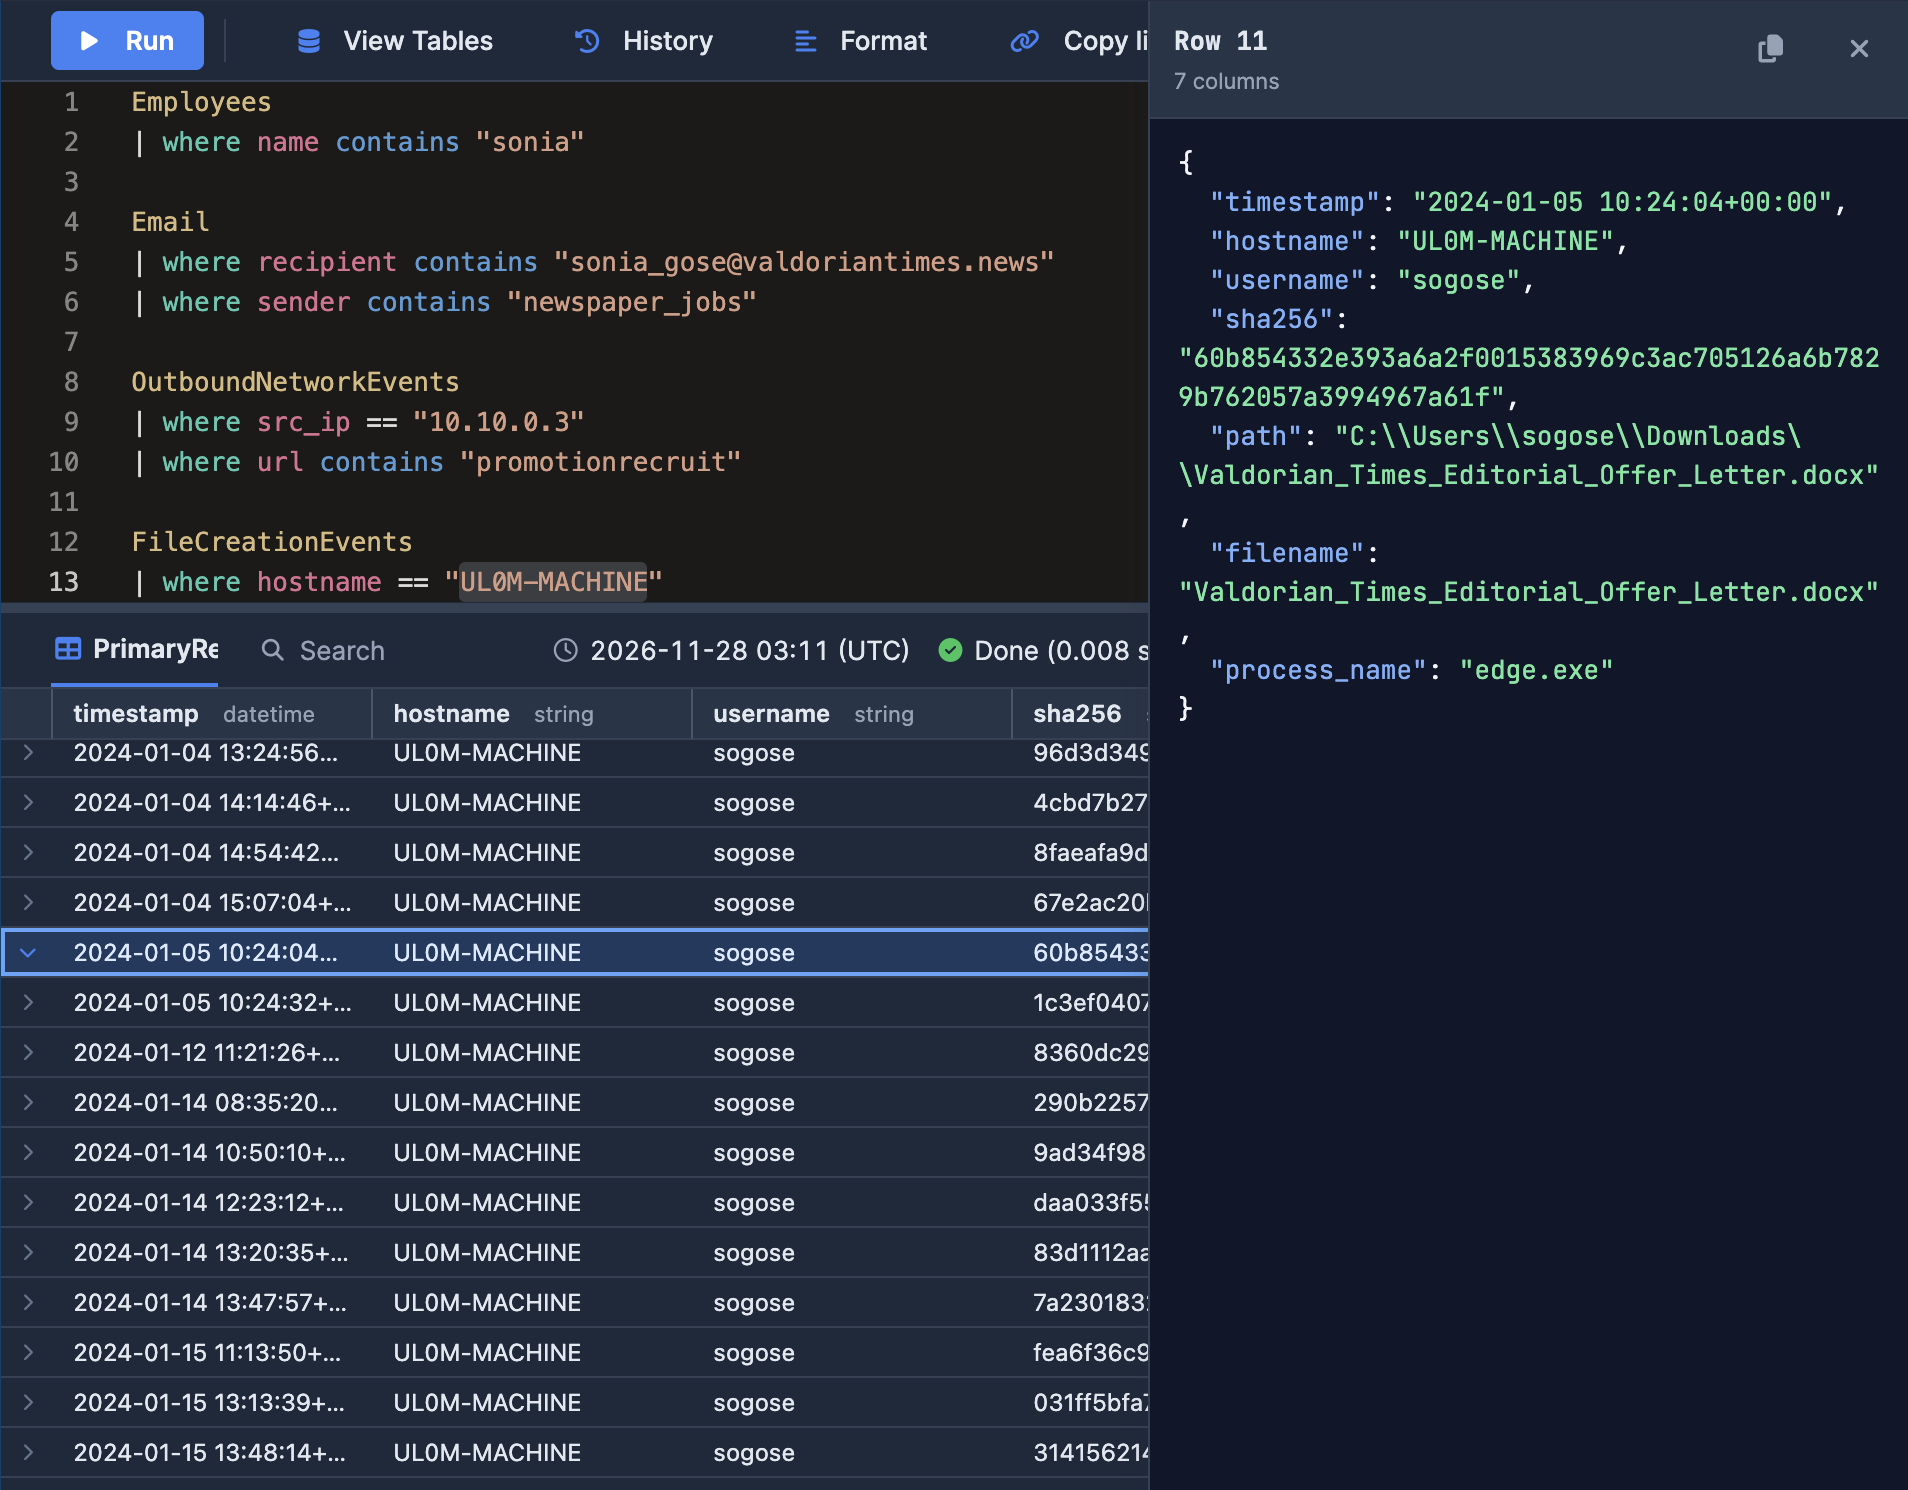 Run View Tables History Format Copy li
1 Employees
2 | where name contains "sonia"
3
4 Email
5 | where recipient contains "sonia_gose@valdoriantimes.news"
6 | where sender contains "newspaper_jobs"
7
8 OutboundNetworkEvents
9 | where src_ip == "10.10.0.3"
10 | where url contains "promotionrecruit"
11
12 FileCreationEvents
13 | where hostname == "UL0M-MACHINE"
PrimaryRe Search 2026-11-28 03:11 (UTC) Done (0.008 s
timestamp datetime hostname string username string sha256
2024-01-04 13:24:56... UL0M-MACHINE sogose 96d3d349
2024-01-04 14:14:46+... UL0M-MACHINE sogose 4cbd7b27
2024-01-04 14:54:42... UL0M-MACHINE sogose 8faeafa9d
2024-01-04 15:07:04+... UL0M-MACHINE sogose 67e2ac20
2024-01-05 10:24:04... UL0M-MACHINE sogose 60b85433
2024-01-05 10:24:32+... UL0M-MACHINE sogose 1c3ef0407
2024-01-12 11:21:26+... UL0M-MACHINE sogose 8360dc29
2024-01-14 08:35:20... UL0M-MACHINE sogose 290b2257
2024-01-14 10:50:10+... UL0M-MACHINE sogose 9ad34f98
2024-01-14 12:23:12+... UL0M-MACHINE sogose daa033f55
2024-01-14 13:20:35+... UL0M-MACHINE sogose 83d1112aa
2024-01-14 13:47:57+... UL0M-MACHINE sogose 7a230183
2024-01-15 11:13:50+... UL0M-MACHINE sogose fea6f36c9
2024-01-15 13:13:39+... UL0M-MACHINE sogose 031ff5bfa7
2024-01-15 13:48:14+... UL0M-MACHINE sogose 314156214
Row 11
7 columns
{
"timestamp": "2024-01-05 10:24:04+00:00",
"hostname": "UL0M-MACHINE",
"username": "sogose",
"sha256":
"60b854332e393a6a2f0015383969c3ac705126a6b782
9b762057a3994967a61f",
"path": "C:\\Users\\sogose\\Downloads\
\Valdorian_Times_Editorial_Offer_Letter.docx"
,
"filename":
"Valdorian_Times_Editorial_Offer_Letter.docx"
,
"process_name": "edge.exe"
}